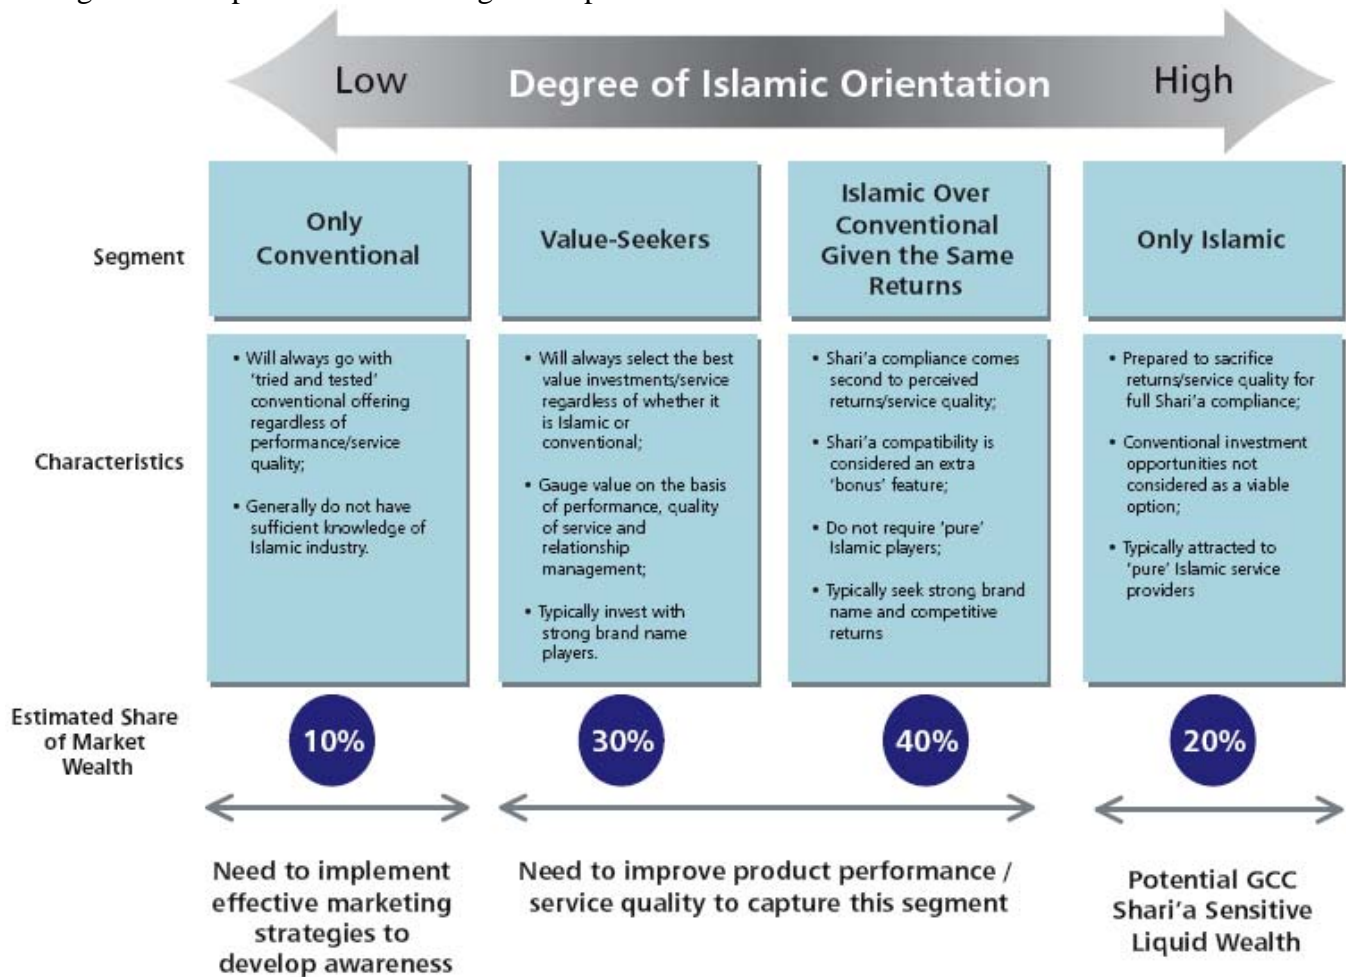 Low
Degree of Islamic Orientation
High
Segment
Only
Conventional
Value-Seekers
Islamic Over
Conventional
Given the Same
Returns
Only Islamic
Characteristics
• Will always go with
'tried and tested'
conventional offering
regardless of
performance/service
quality;
• Generally do not have
sufficient knowledge of
Islamic industry.
• Will always select the best
value investments/service
regardless of whether it
is Islamic or
conventional;
• Gauge value on the basis
of performance, quality
of service and
relationship
management;
• Typically invest with
strong brand name
players.
• Shari'a compliance comes
second to perceived
returns/service quality;
• Shari'a compatibility is
considered an extra
'bonus' feature;
• Do not require 'pure'
Islamic players;
• Typically seek strong brand
name and competitive
returns
• Prepared to sacrifice
returns/service quality for
full Shari'a compliance;
• Conventional investment
opportunities not
considered as a viable
option;
• Typically attracted to
'pure' Islamic service
providers
Estimated Share
of Market
Wealth
10%
30%
40%
20%
Need to implement
effective marketing
strategies to
develop awareness
Need to improve product performance /
service quality to capture this segment
Potential GCC
Shari'a Sensitive
Liquid Wealth